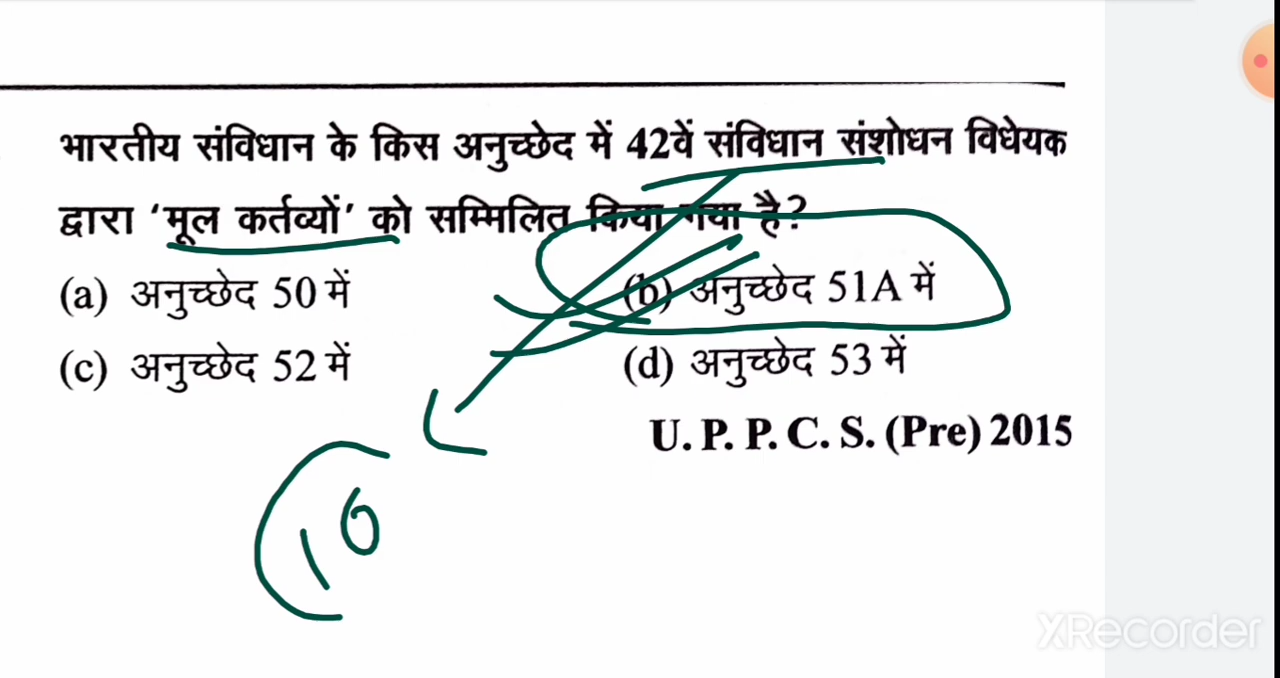 भारतीय संविधान के किस अनुच्छेद में 42वें संविधान संशोधन विधेयक
द्वारा ‘मूल कर्तव्यों’ को सम्मिलित किया गया है?
(a) अनुच्छेद 50 में (b) अनुच्छेद 51A में
(c) अनुच्छेद 52 में (d) अनुच्छेद 53 में
U. P. P. C. S. (Pre) 2015
10
XRecorder